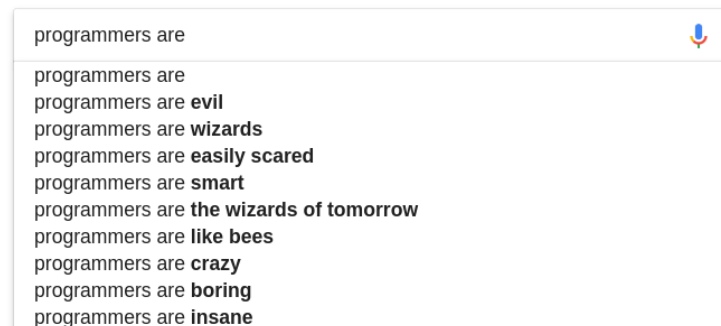 programmers are
programmers are
programmers are evil
programmers are wizards
programmers are easily scared
programmers are smart
programmers are the wizards of tomorrow
programmers are like bees
programmers are crazy
programmers are boring
programmers are insane